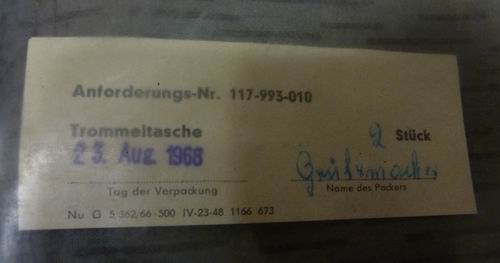 Anforderungs-Nr. 117-993-010
Trommeltasche 2 Stück
23. Aug. 1968 Grützmacher
Tag der Verpackung Name des Packers
Nu G 5 362,66 500 IV-23-48 1166 673